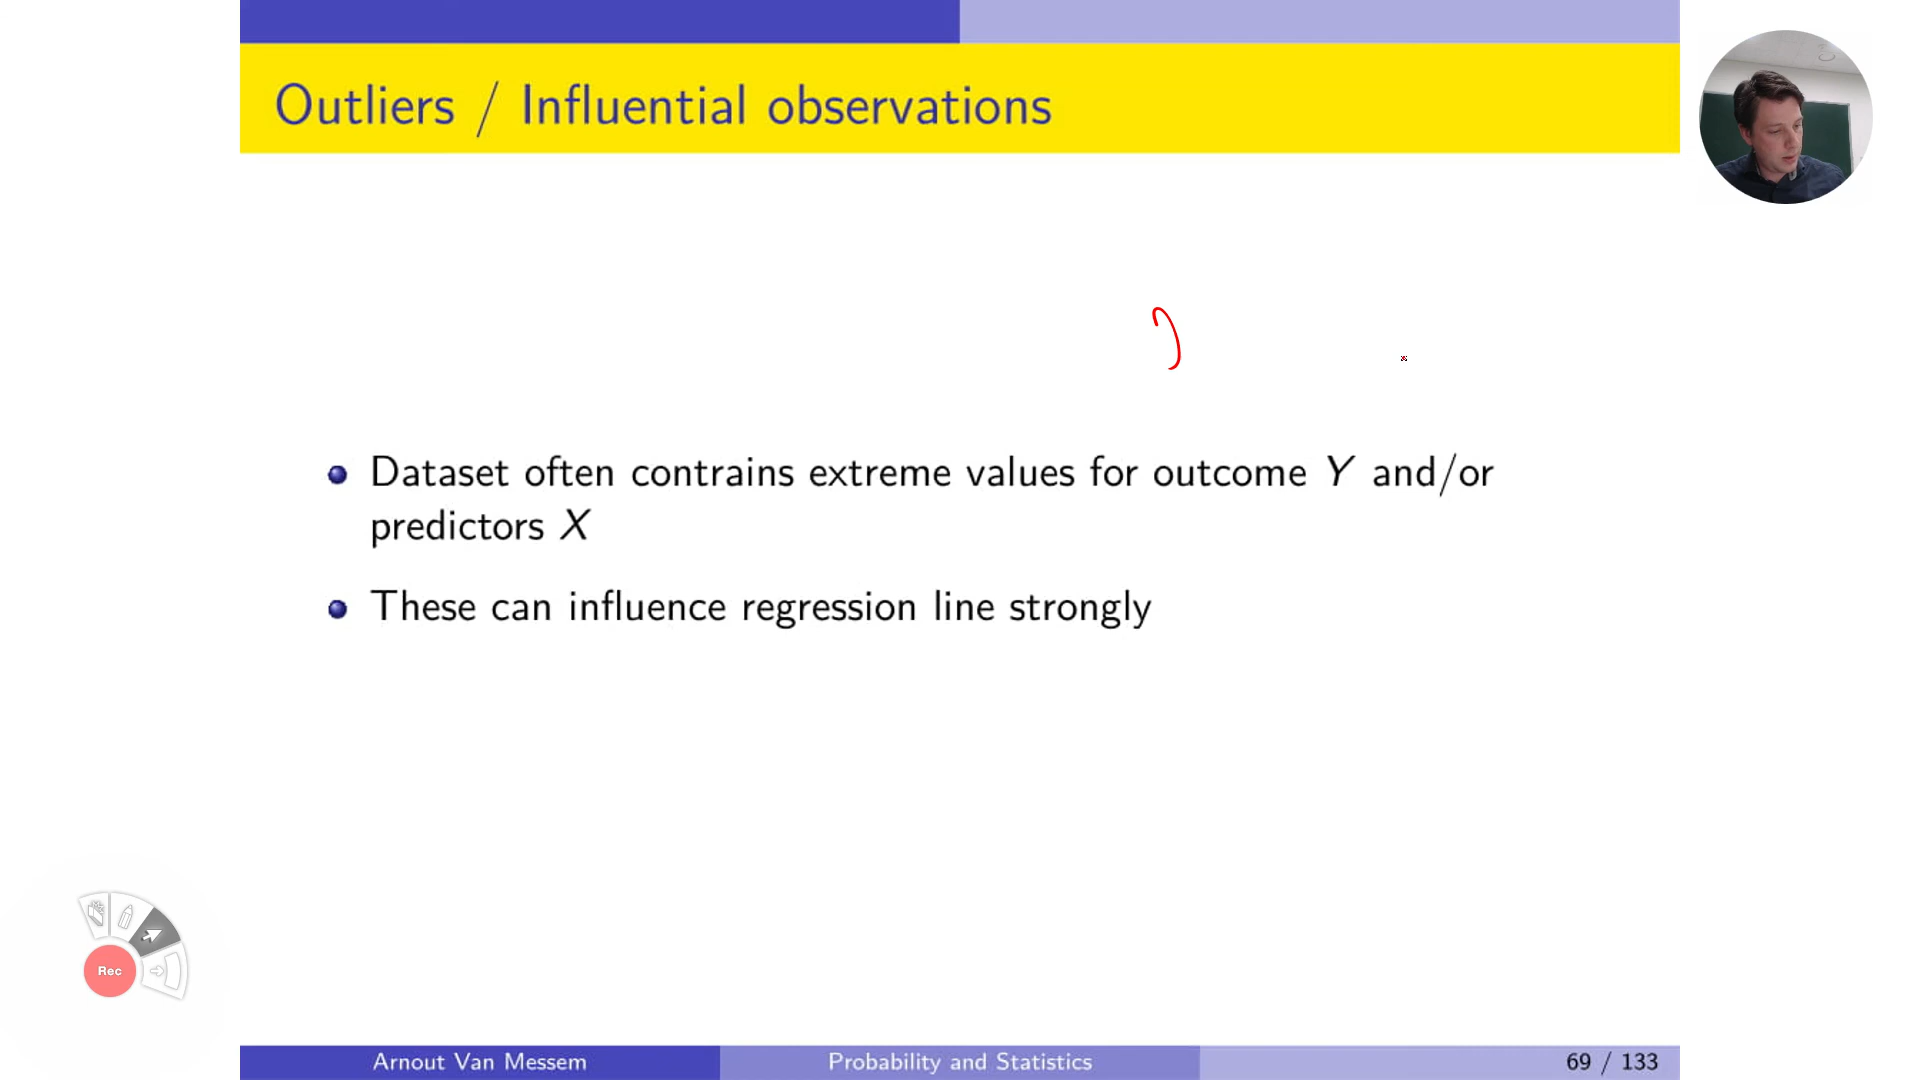 Outliers / Influential observations
Dataset often contrains extreme values for outcome Y and/or
predictors X
These can influence regression line strongly
Rec
Arnout Van Messem
Probability and Statistics
69 / 133